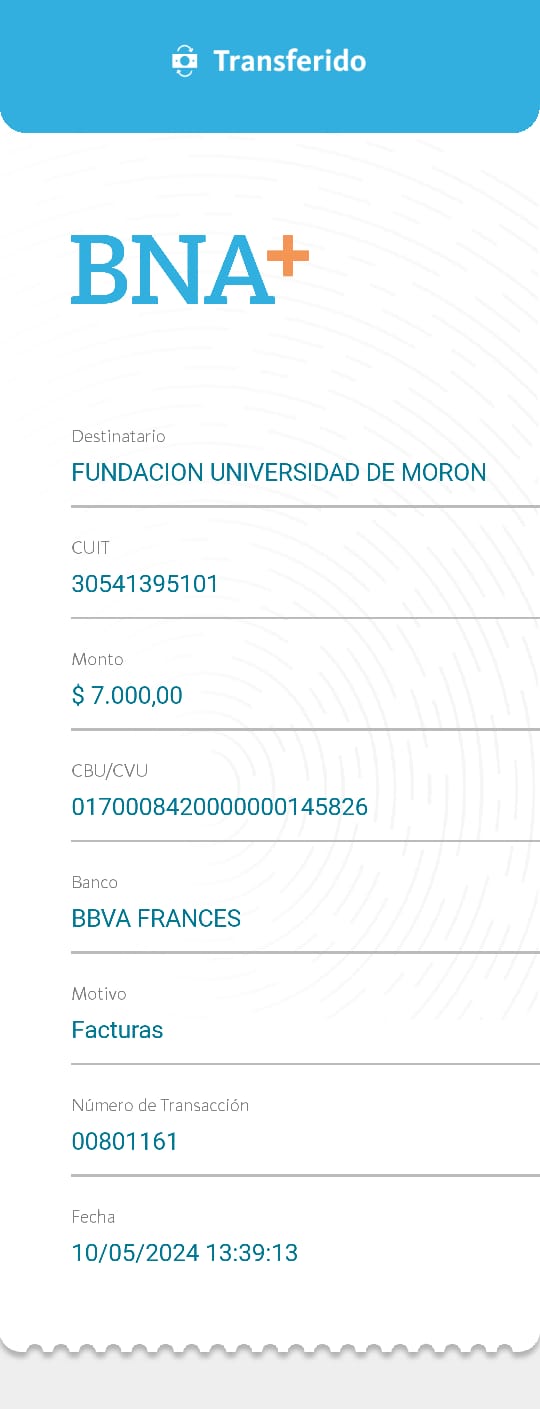 Transferido
BNA+
Destinatario
FUNDACION UNIVERSIDAD DE MORON
CUIT
30541395101
Monto
$ 7.000,00
CBU/CVU
0170008420000000145826
Banco
BBVA FRANCES
Motivo
Facturas
Número de Transacción
00801161
Fecha
10/05/2024 13:39:13